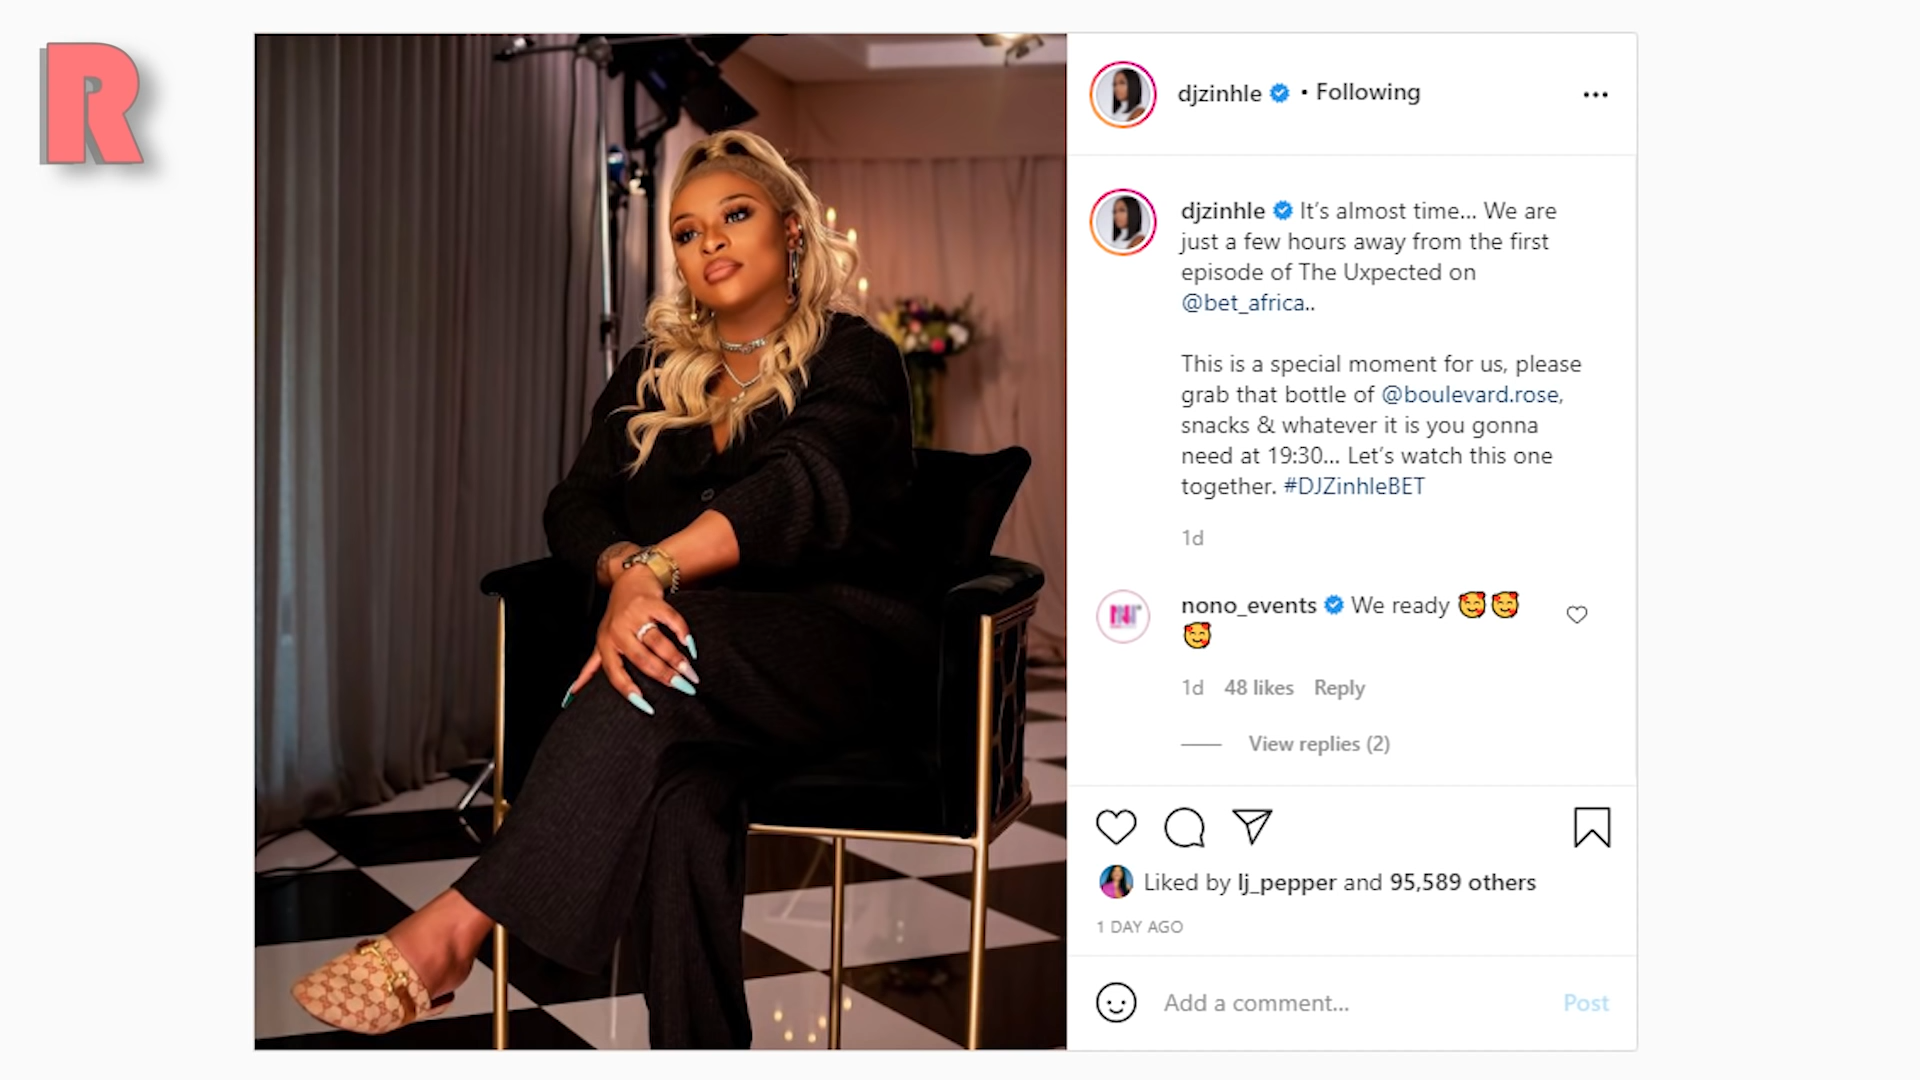 R
djzinhle • Following
djzinhle It’s almost time... We are
just a few hours away from the first
episode of The Uxpected on
@bet_africa..
This is a special moment for us, please
grab that bottle of @boulevard.rose,
snacks & whatever it is you gonna
need at 19:30... Let’s watch this one
together. #DJZinhleBET
1d
nono_events We ready 🥰🥰
🥰
1d 48 likes Reply
View replies (2)
Liked by lj_pepper and 95,589 others
1 DAY AGO
Add a comment... Post